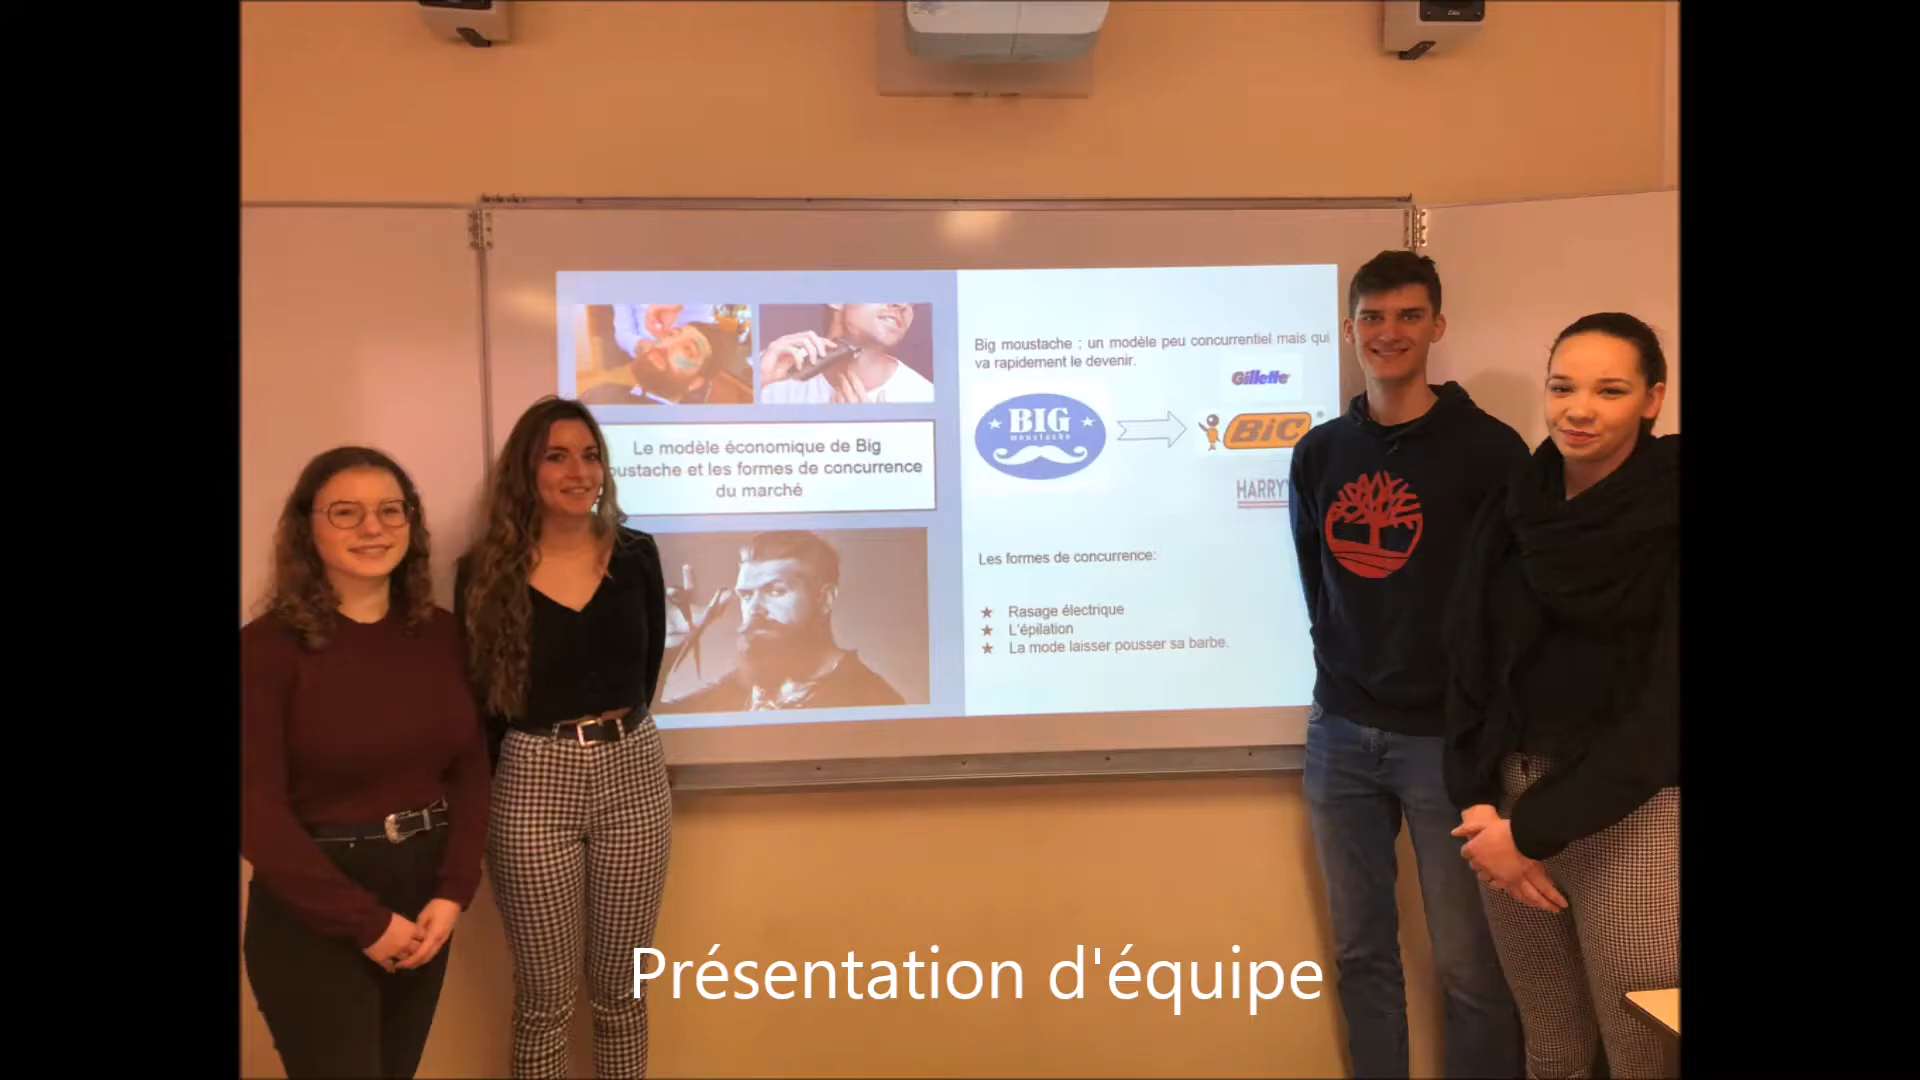 Le modèle économique de Big
oustache et les formes de concurrence
du marché
Big moustache : un modèle peu concurrentiel mais qui
va rapidement le devenir.
Gillette
BIG
moustache
BIC
HARRY'
Les formes de concurrence:
★ Rasage électrique
★ L'épilation
★ La mode laisser pousser sa barbe.
Présentation d'équipe